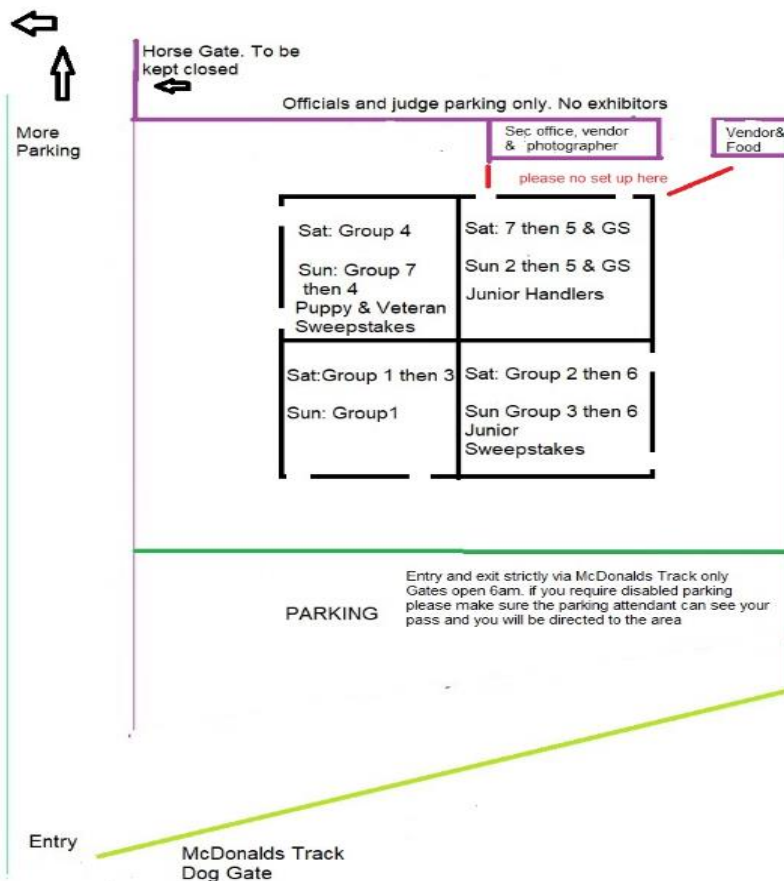 Horse Gate. To be
kept closed
Officials and judge parking only. No exhibitors
More
Parking
Sec office, vendor
& photographer
Vendor&
Food
please no set up here
Sat: Group 4
Sun: Group 7
then 4
Puppy & Veteran
Sweepstakes
Sat: 7 then 5 & GS
Sun 2 then 5 & GS
Junior Handlers
Sat:Group 1 then 3
Sun: Group1
Sat: Group 2 then 6
Sun Group 3 then 6
Junior
Sweepstakes
Entry and exit strictly via McDonalds Track only
Gates open 6am. if you require disabled parking
please make sure the parking attendant can see your
pass and you will be directed to the area
PARKING
Entry
McDonalds Track
Dog Gate